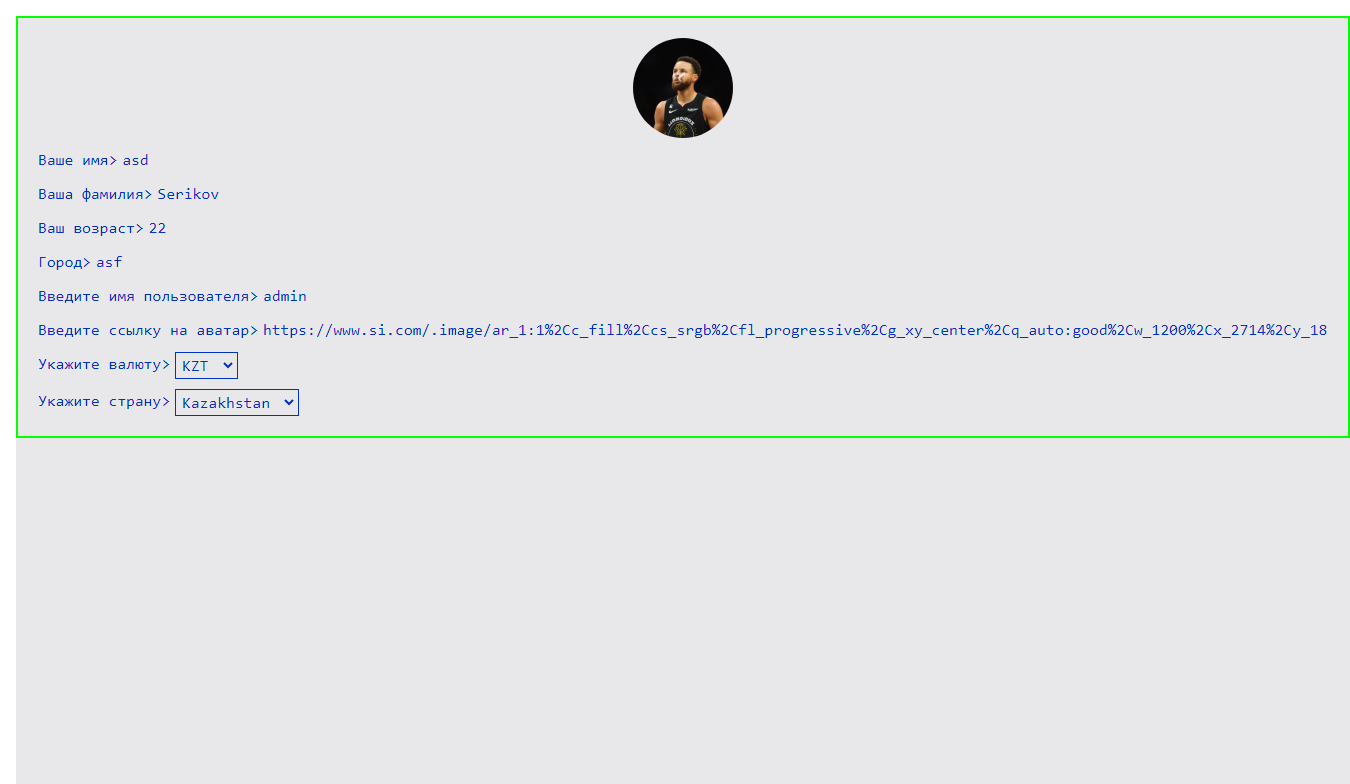 Ваше имя> asd
Ваша фамилия> Serikov
Ваш возраст> 22
Город> asf
Введите имя пользователя> admin
Введите ссылку на аватар> https://www.si.com/.image/ar_1:1%2Cc_fill%2Ccs_srgb%2Cfl_progressive%2Cg_xy_center%2Cq_auto:good%2Cw_1200%2Cx_2714%2Cy_18
Укажите валюту> KZT
Укажите страну> Kazakhstan